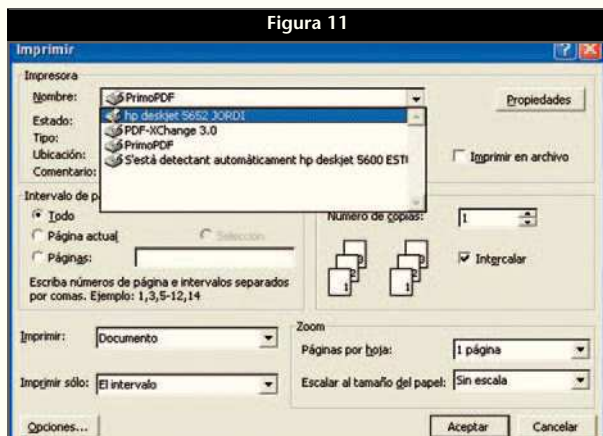 Figura 11
Imprimir
Impresora
Nombre: PrimoPDF
Propiedades
hp deskjet 5652 JORDI
Estado:
PDF-XChange 3.0
Tipo:
PrimoPDF
Ubicación:
S'està detectant automàticament hp deskjet 5600 EST
Imprimir en archivo
Comentario:
Intervalo de p
Todo
Número de copias: 1
Página actual
Selección
Páginas:
Intercalar
Escriba números de página e intervalos separados
por comas. Ejemplo: 1,3,5-12,14
Imprimir: Documento
Zoom
Páginas por hoja: 1 página
Imprimir sólo: El intervalo
Escalar al tamaño del papel: Sin escala
Opciones...
Aceptar
Cancelar